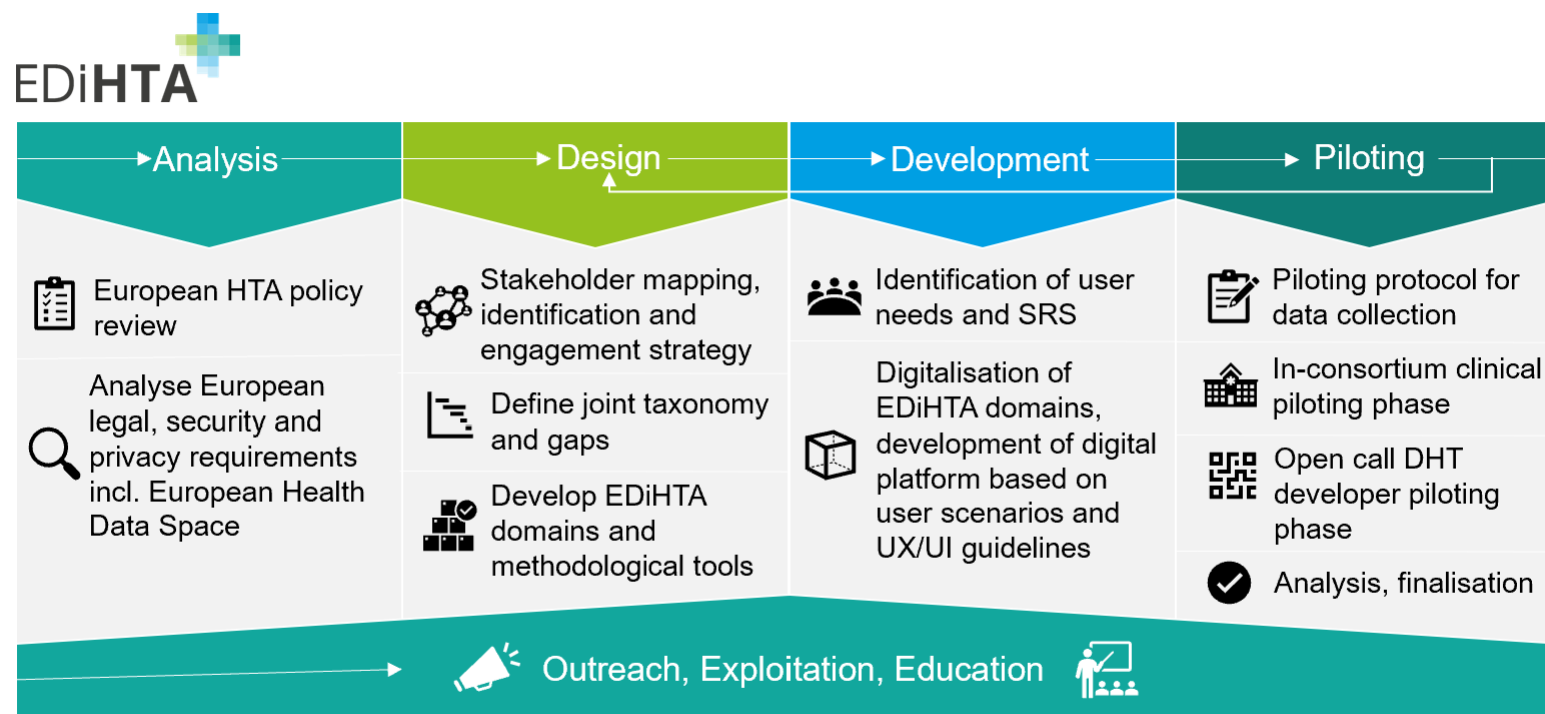 EDiHTA
Analysis
Design
Development
Piloting
European HTA policy
review
Analyse European
legal, security and
privacy requirements
incl. European Health
Data Space
Stakeholder mapping,
identification and
engagement strategy
Define joint taxonomy
and gaps
Develop EDiHTA
domains and
methodological tools
Identification of user
needs and SRS
Digitalisation of
EDiHTA domains,
development of digital
platform based on
user scenarios and
UX/UI guidelines
Piloting protocol for
data collection
In-consortium clinical
piloting phase
Open call DHT
developer piloting
phase
Analysis, finalisation
Outreach, Exploitation, Education